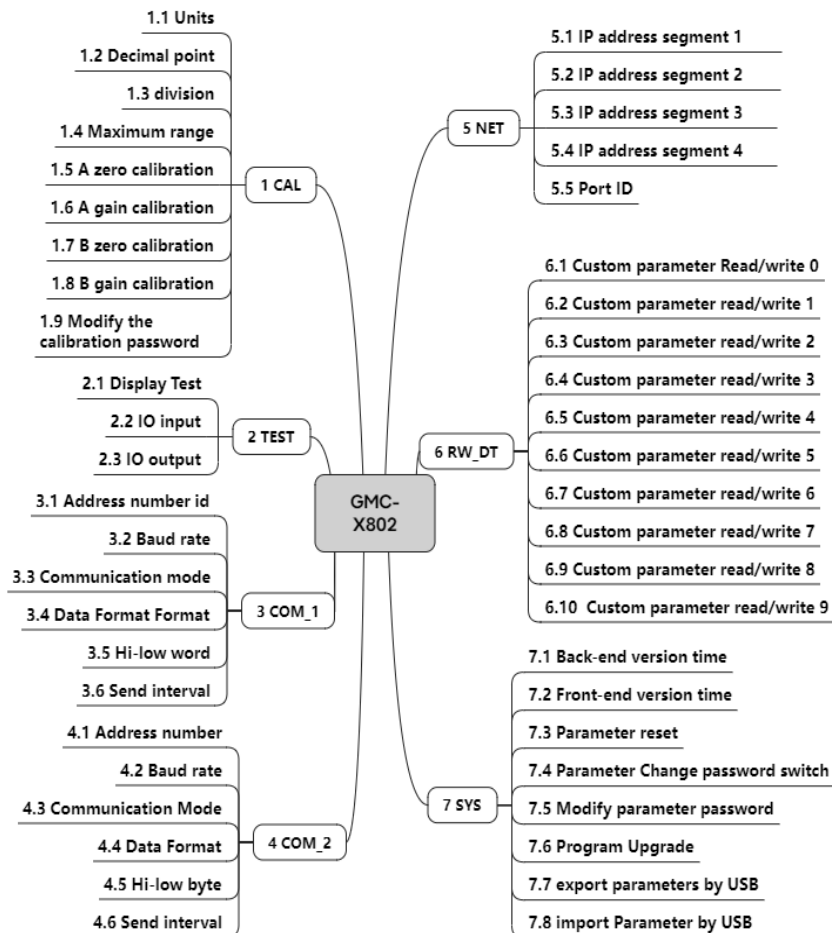 1.1 Units
1.2 Decimal point
1.3 division
1.4 Maximum range
1.5 A zero calibration
1.6 A gain calibration
1.7 B zero calibration
1.8 B gain calibration
1.9 Modify the
calibration password
1 CAL
2.1 Display Test
2.2 IO input
2.3 IO output
2 TEST
3.1 Address number id
3.2 Baud rate
3.3 Communication mode
3.4 Data Format Format
3.5 Hi-low word
3.6 Send interval
3 COM_1
4.1 Address number
4.2 Baud rate
4.3 Communication Mode
4.4 Data Format
4.5 Hi-low byte
4.6 Send interval
4 COM_2
GMC-
X802
5 NET
5.1 IP address segment 1
5.2 IP address segment 2
5.3 IP address segment 3
5.4 IP address segment 4
5.5 Port ID
6 RW_DT
6.1 Custom parameter Read/write 0
6.2 Custom parameter read/write 1
6.3 Custom parameter read/write 2
6.4 Custom parameter read/write 3
6.5 Custom parameter read/write 4
6.6 Custom parameter read/write 5
6.7 Custom parameter read/write 6
6.8 Custom parameter read/write 7
6.9 Custom parameter read/write 8
6.10 Custom parameter read/write 9
7 SYS
7.1 Back-end version time
7.2 Front-end version time
7.3 Parameter reset
7.4 Parameter Change password switch
7.5 Modify parameter password
7.6 Program Upgrade
7.7 export parameters by USB
7.8 import Parameter by USB